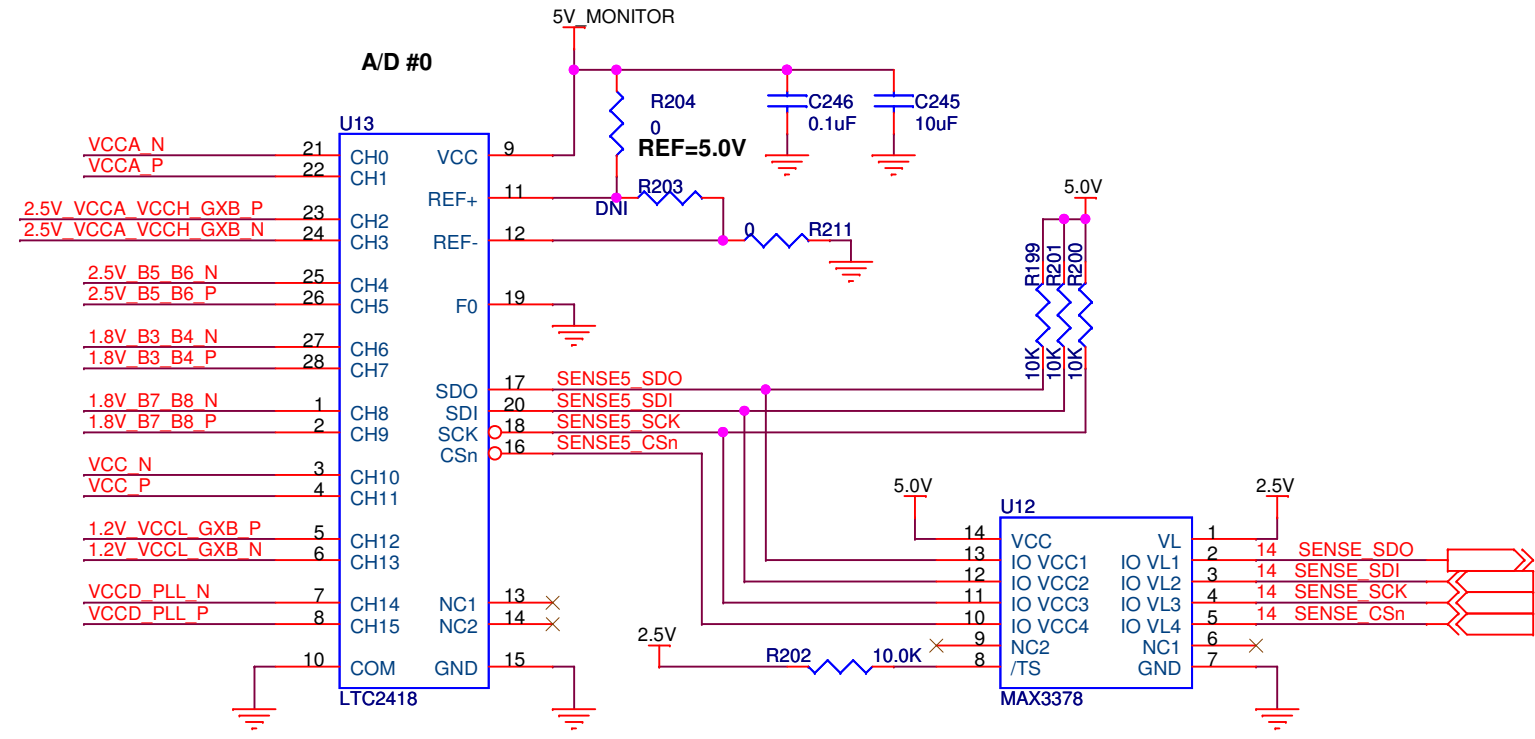 5V_MONITOR
A/D #0
R204
0
REF=5.0V
C246
0.1uF
C245
10uF
U13
VCCA_N 21 CH0 VCC 9
VCCA_P 22 CH1
REF+ 11 R203
DNI
2.5V_VCCA_VCCH_GXB_P 23 CH2
2.5V_VCCA_VCCH_GXB_N 24 CH3 REF- 12 0 R211
5.0V
R199 R201 R200
10K 10K 10K
2.5V_B5_B6_N 25 CH4
2.5V_B5_B6_P 26 CH5 F0 19
1.8V_B3_B4_N 27 CH6
1.8V_B3_B4_P 28 CH7
SDO 17 SENSE5_SDO
1.8V_B7_B8_N 1 CH8 SDI 20 SENSE5_SDI
1.8V_B7_B8_P 2 CH9 SCK 18 SENSE5_SCK
CSn 16 SENSE5_CSn
VCC_N 3 CH10
VCC_P 4 CH11
1.2V_VCCL_GXB_P 5 CH12
1.2V_VCCL_GXB_N 6 CH13
VCCD_PLL_N 7 CH14 NC1 13
VCCD_PLL_P 8 CH15 NC2 14
10 COM GND 15
LTC2418
5.0V
U12
2.5V
14 VCC VL 1
13 IO VCC1 IO VL1 2 14 SENSE_SDO
12 IO VCC2 IO VL2 3 14 SENSE_SDI
11 IO VCC3 IO VL3 4 14 SENSE_SCK
10 IO VCC4 IO VL4 5 14 SENSE_CSn
9 NC2 NC1 6
2.5V
R202 10.0K 8 /TS GND 7
MAX3378